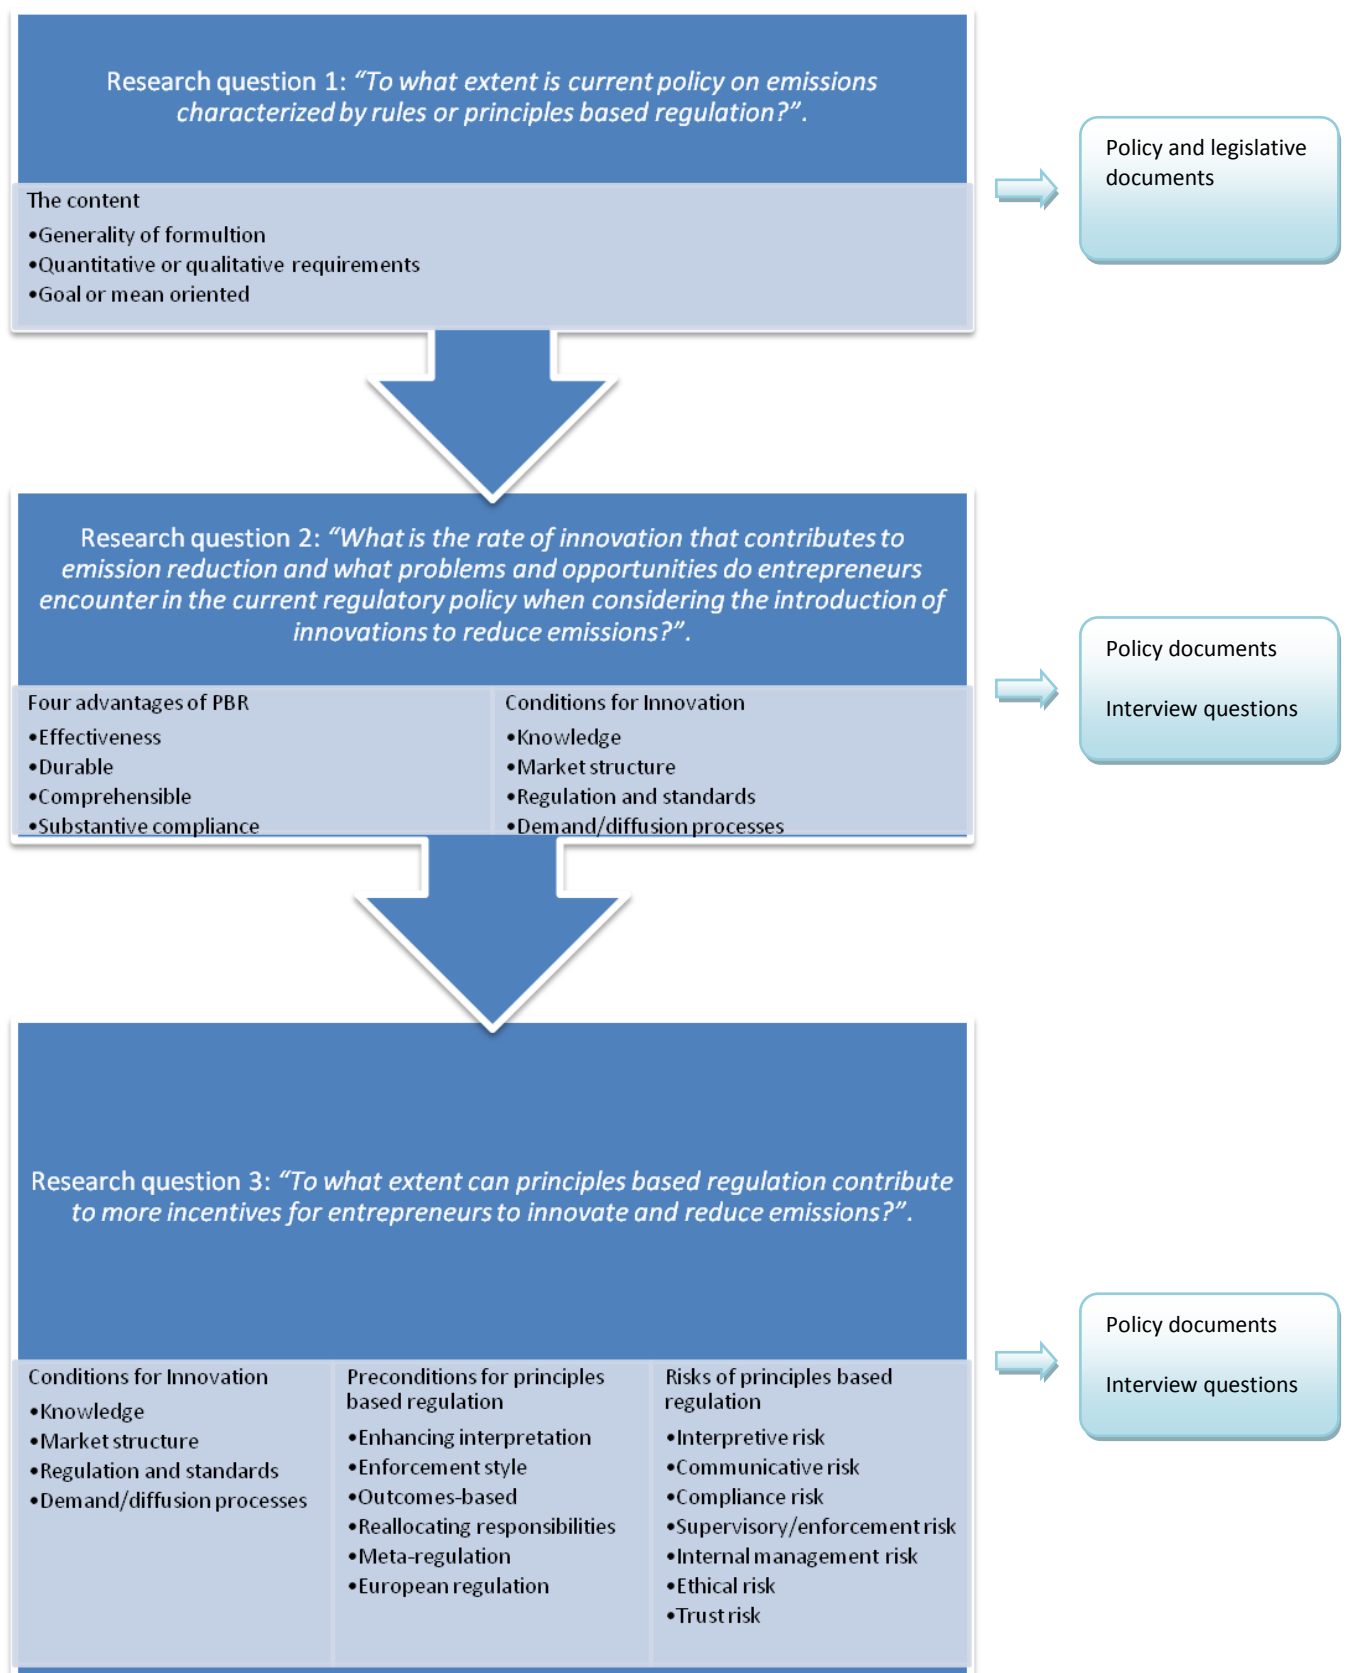 Research question 1: “To what extent is current policy on emissions
characterized by rules or principles based regulation?”.
The content
•Generality of formultion
•Quantitative or qualitative requirements
•Goal or mean oriented
Policy and legislative
documents
Research question 2: “What is the rate of innovation that contributes to
emission reduction and what problems and opportunities do entrepreneurs
encounter in the current regulatory policy when considering the introduction of
innovations to reduce emissions?”.
Four advantages of PBR
•Effectiveness
•Durable
•Comprehensible
•Substantive compliance
Conditions for Innovation
•Knowledge
•Market structure
•Regulation and standards
•Demand/diffusion processes
Policy documents
Interview questions
Research question 3: “To what extent can principles based regulation contribute
to more incentives for entrepreneurs to innovate and reduce emissions?”.
Conditions for Innovation
•Knowledge
•Market structure
•Regulation and standards
•Demand/diffusion processes
Preconditions for principles
based regulation
•Enhancing interpretation
•Enforcement style
•Outcomes-based
•Reallocating responsibilities
•Meta-regulation
•European regulation
Risks of principles based
regulation
•Interpretive risk
•Communicative risk
•Compliance risk
•Supervisory/enforcement risk
•Internal management risk
•Ethical risk
•Trust risk
Policy documents
Interview questions